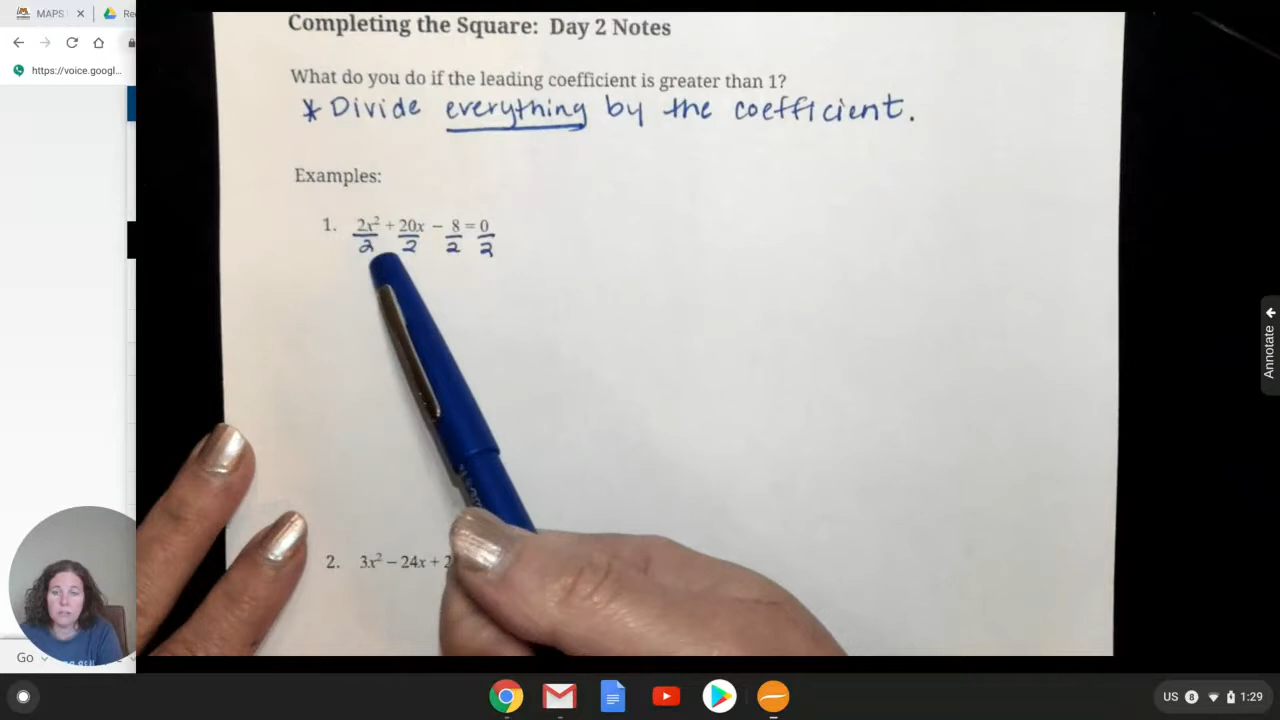 MAPS
Re
https://voice.googl...
Completing the Square: Day 2 Notes
What do you do if the leading coefficient is greater than 1?
* Divide everything by the coefficient.
Examples:
1. 2x² + 20x − 8 = 0
2 2 2 2
2. 3x² − 24x + 2
Annotate
Go
US 8 1:29